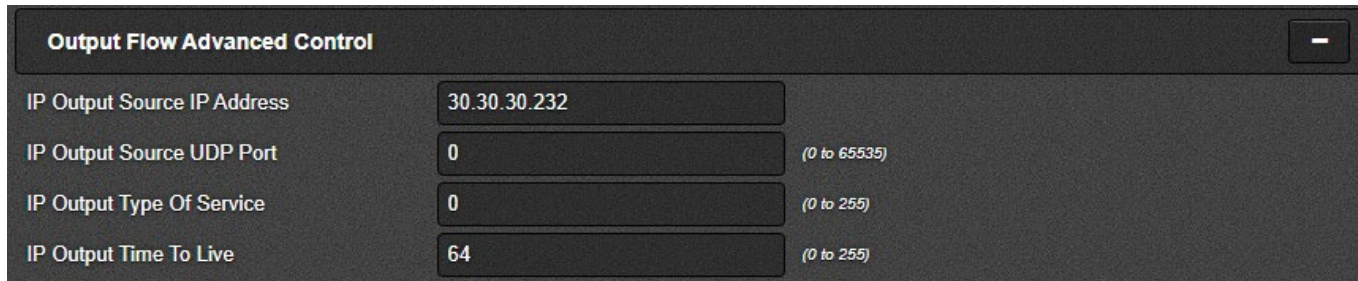 Output Flow Advanced Control
IP Output Source IP Address 30.30.30.232
IP Output Source UDP Port 0 (0 to 65535)
IP Output Type Of Service 0 (0 to 255)
IP Output Time To Live 64 (0 to 255)